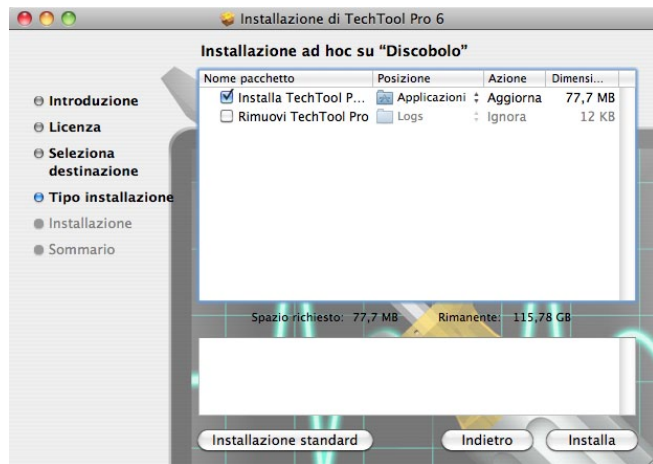 Installazione di TechTool Pro 6
Installazione ad hoc su “Discobolo”
Nome pacchetto Posizione Azione Dimensi...
Installa TechTool P... Applicazioni Aggiorna 77,7 MB
Rimuovi TechTool Pro Logs Ignora 12 KB
Introduzione
Licenza
Seleziona
destinazione
Tipo installazione
Installazione
Sommario
Spazio richiesto: 77,7 MB Rimanente: 115,78 GB
Installazione standard Indietro Installa